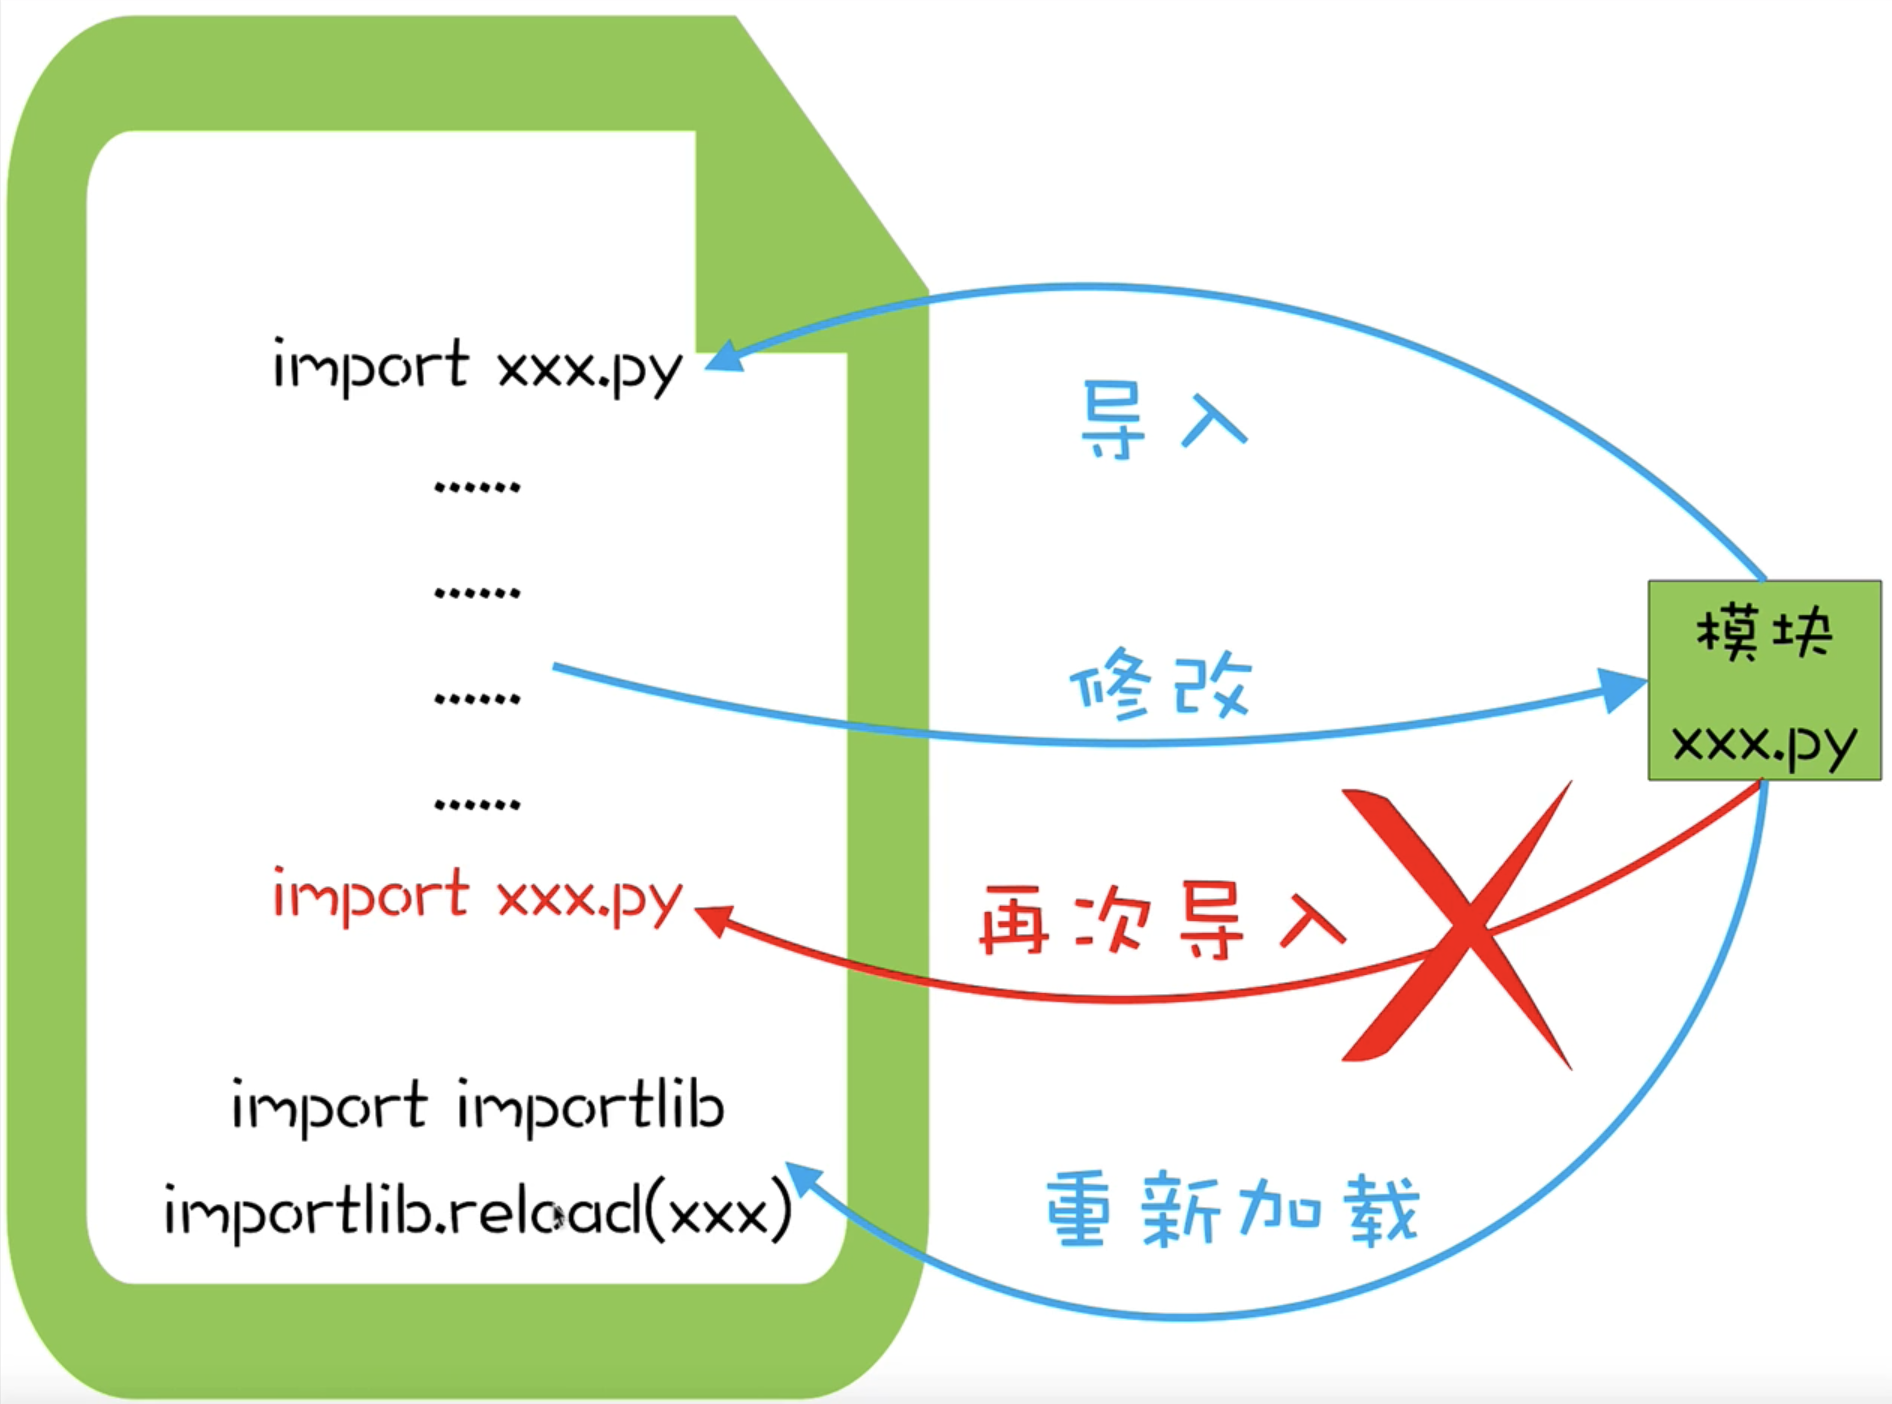 import xxx.py
导入
......
......
修改
......
模块
xxx.py
......
import xxx.py
再次导入
import importlib
importlib.reload(xxx)
重新加载